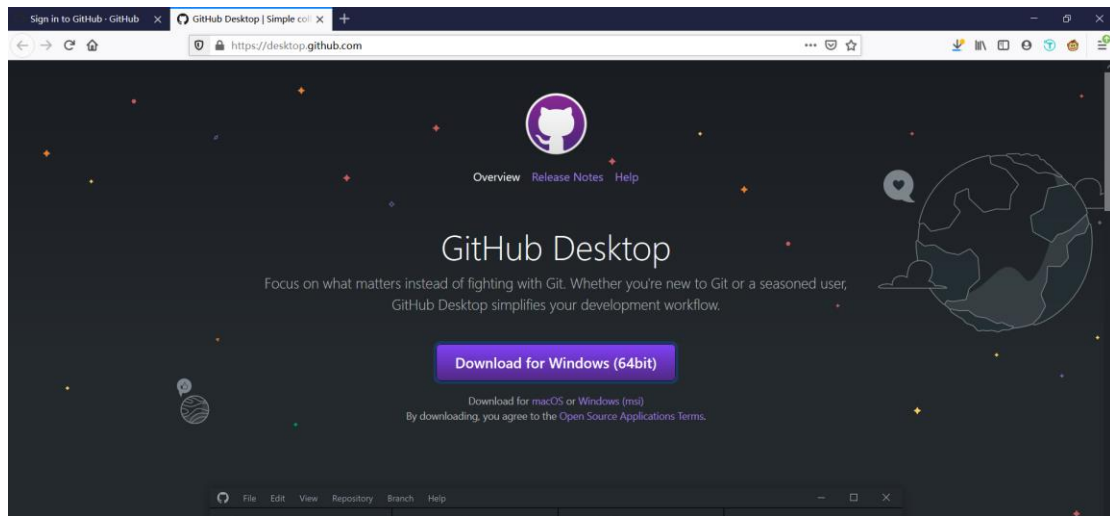 Sign in to GitHub · GitHub
GitHub Desktop | Simple col
https://desktop.github.com
Overview Release Notes Help
GitHub Desktop
Focus on what matters instead of fighting with Git. Whether you're new to Git or a seasoned user,
GitHub Desktop simplifies your development workflow.
Download for Windows (64bit)
Download for macOS or Windows (msi)
By downloading, you agree to the Open Source Applications Terms.
File Edit View Repository Branch Help